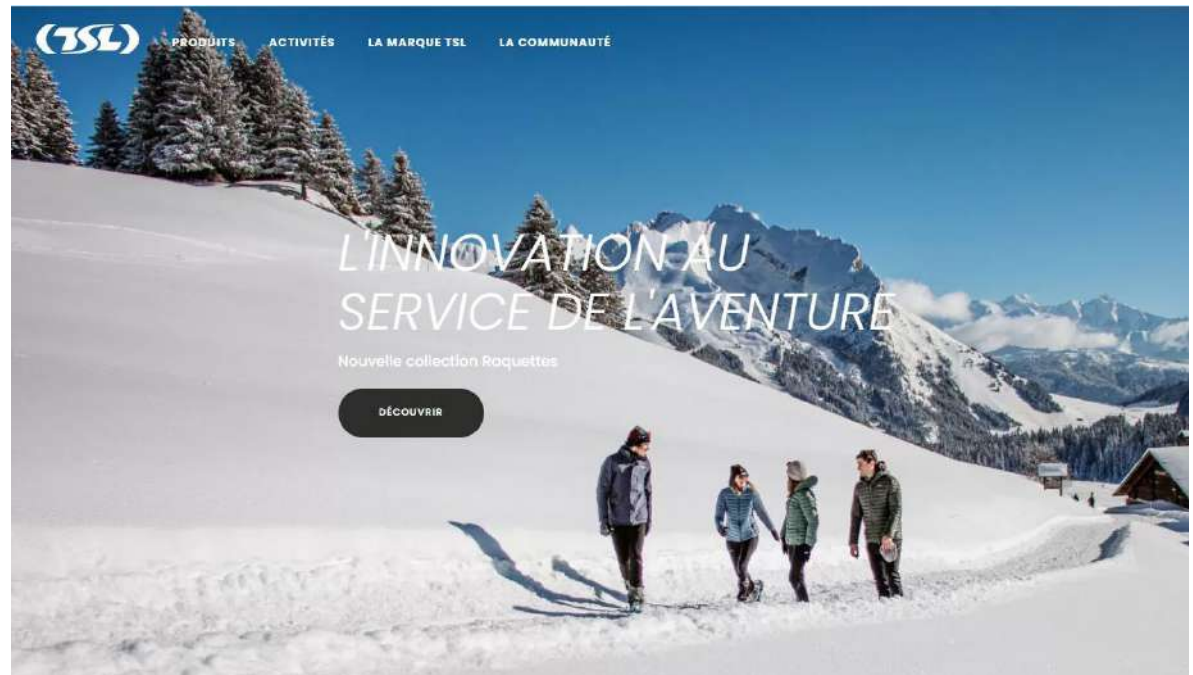 (TSL)
PRODUITS ACTIVITÉS LA MARQUE TSL LA COMMUNAUTÉ
L'INNOVATION AU
SERVICE DE L'AVENTURE
Nouvelle collection Raquettes
DÉCOUVRIR